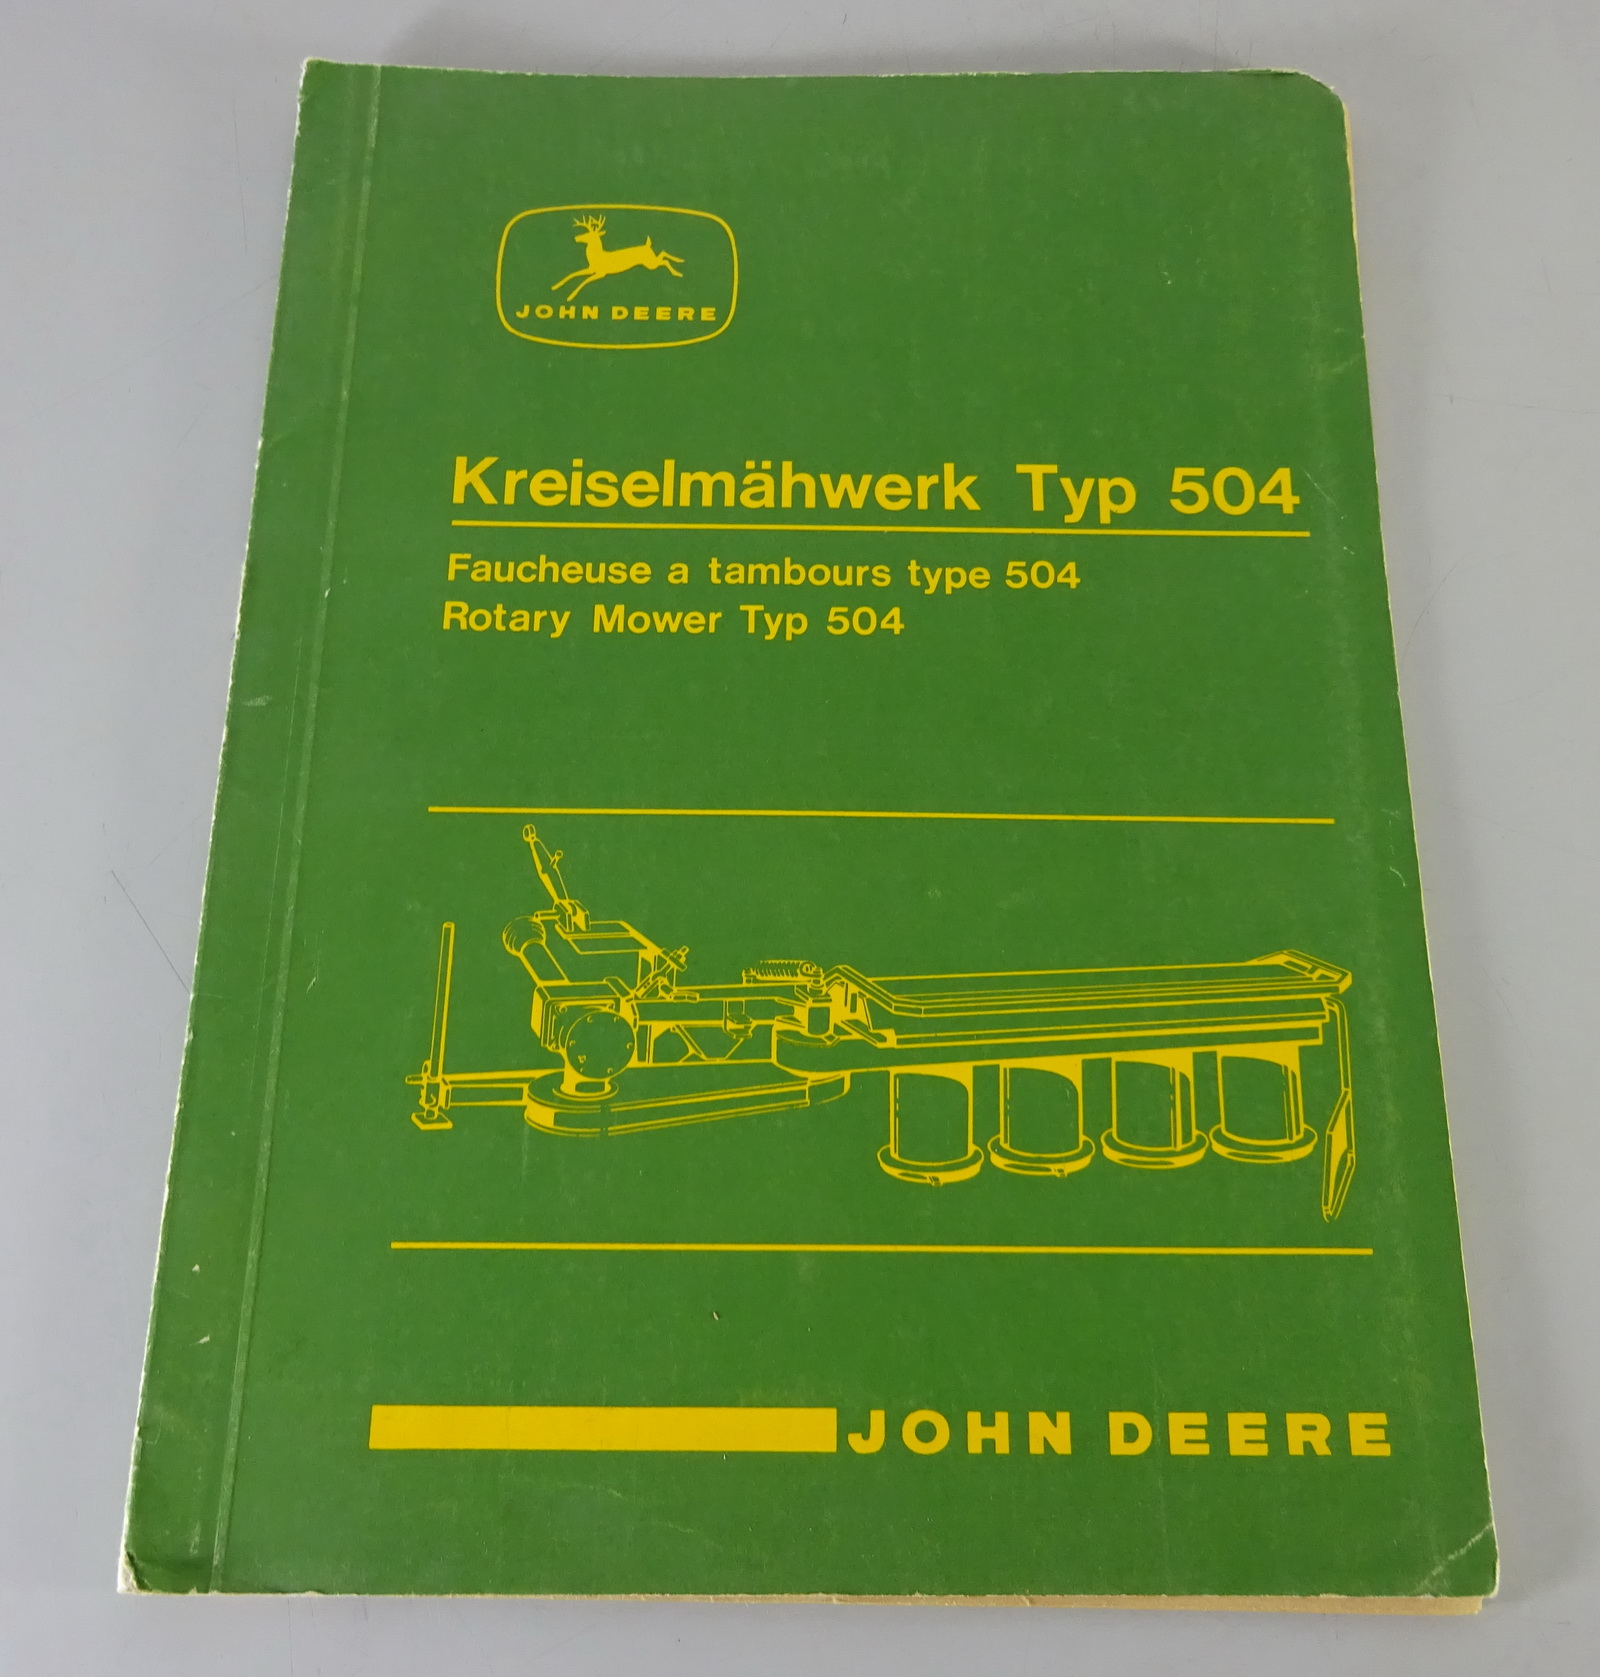 JOHN DEERE
Kreiselmähwerk Typ 504
Faucheuse a tambours type 504
Rotary Mower Typ 504
JOHN DEERE